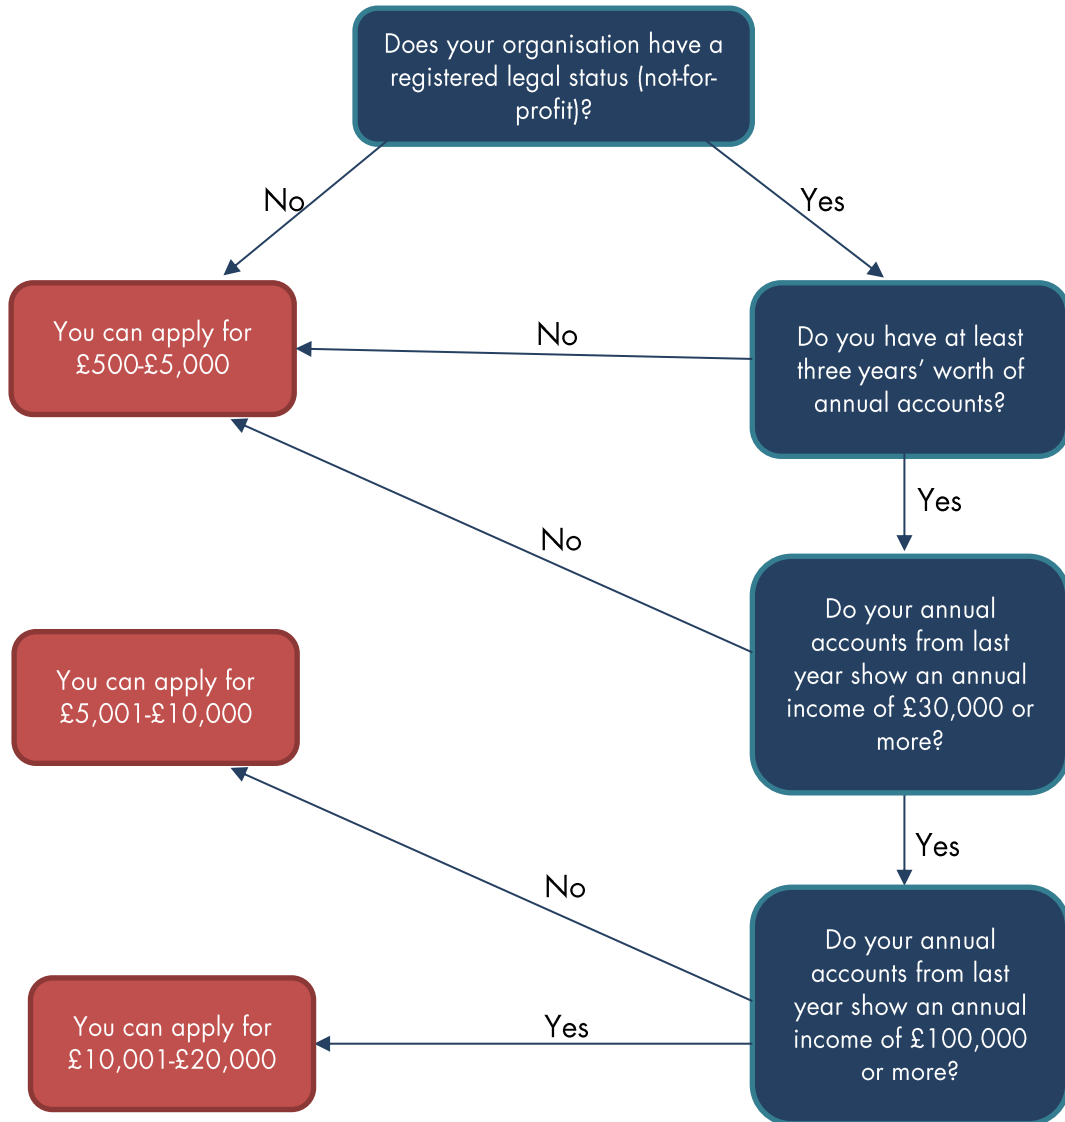 Does your organisation have a
registered legal status (not-for-
profit)?
No
Yes
You can apply for
£500-£5,000
No
Do you have at least
three years’ worth of
annual accounts?
Yes
No
Do your annual
accounts from last
year show an annual
income of £30,000 or
more?
You can apply for
£5,001-£10,000
Yes
No
Do your annual
accounts from last
year show an annual
income of £100,000
or more?
You can apply for
£10,001-£20,000
Yes